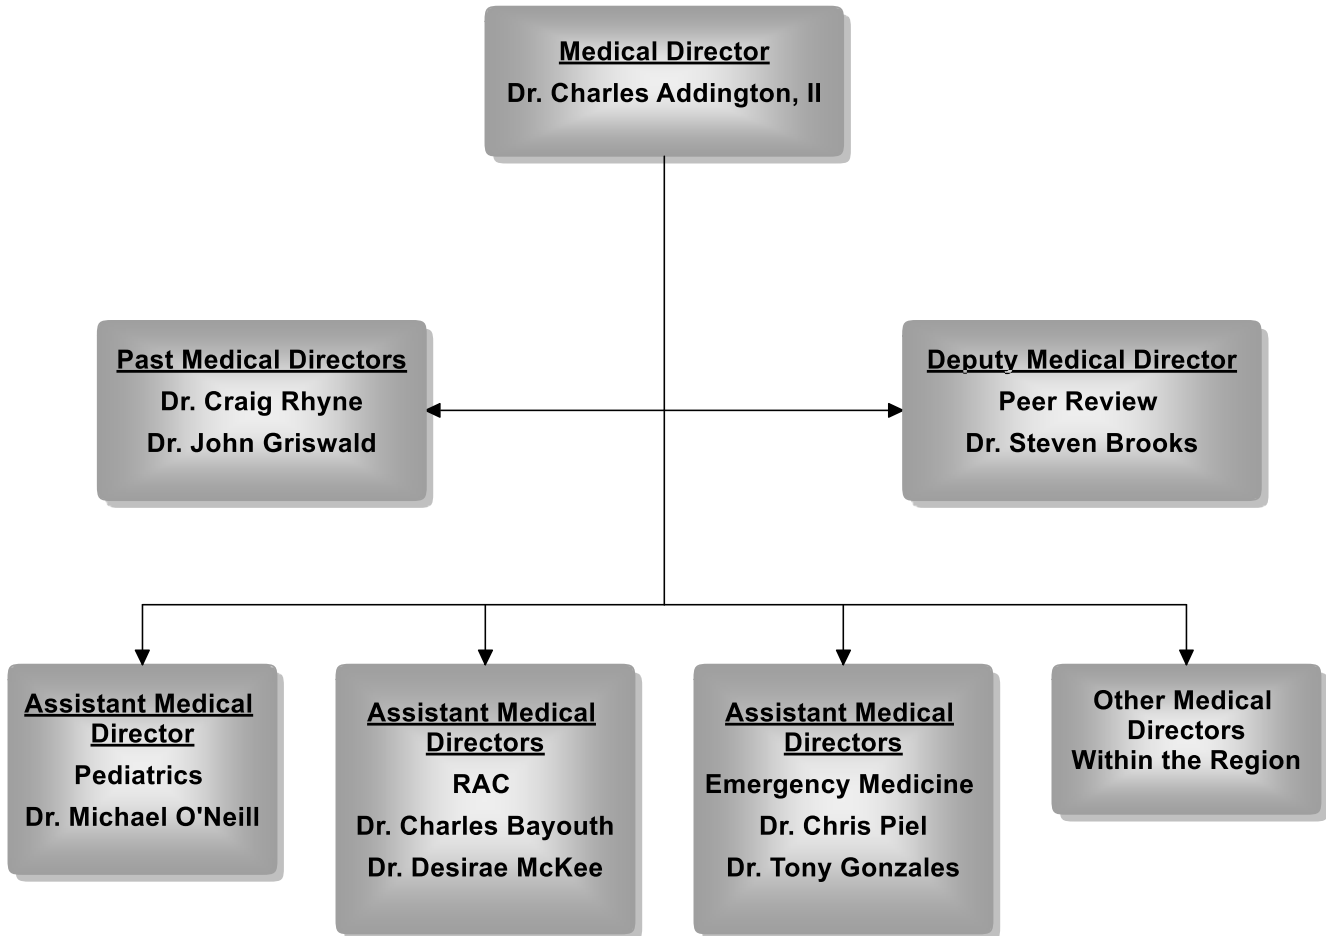 Medical Director
Dr. Charles Addington, II
Past Medical Directors
Dr. Craig Rhyne
Dr. John Griswald
Deputy Medical Director
Peer Review
Dr. Steven Brooks
Assistant Medical
Director
Pediatrics
Dr. Michael O'Neill
Assistant Medical
Directors
RAC
Dr. Charles Bayouth
Dr. Desirae McKee
Assistant Medical
Directors
Emergency Medicine
Dr. Chris Piel
Dr. Tony Gonzales
Other Medical
Directors
Within the Region